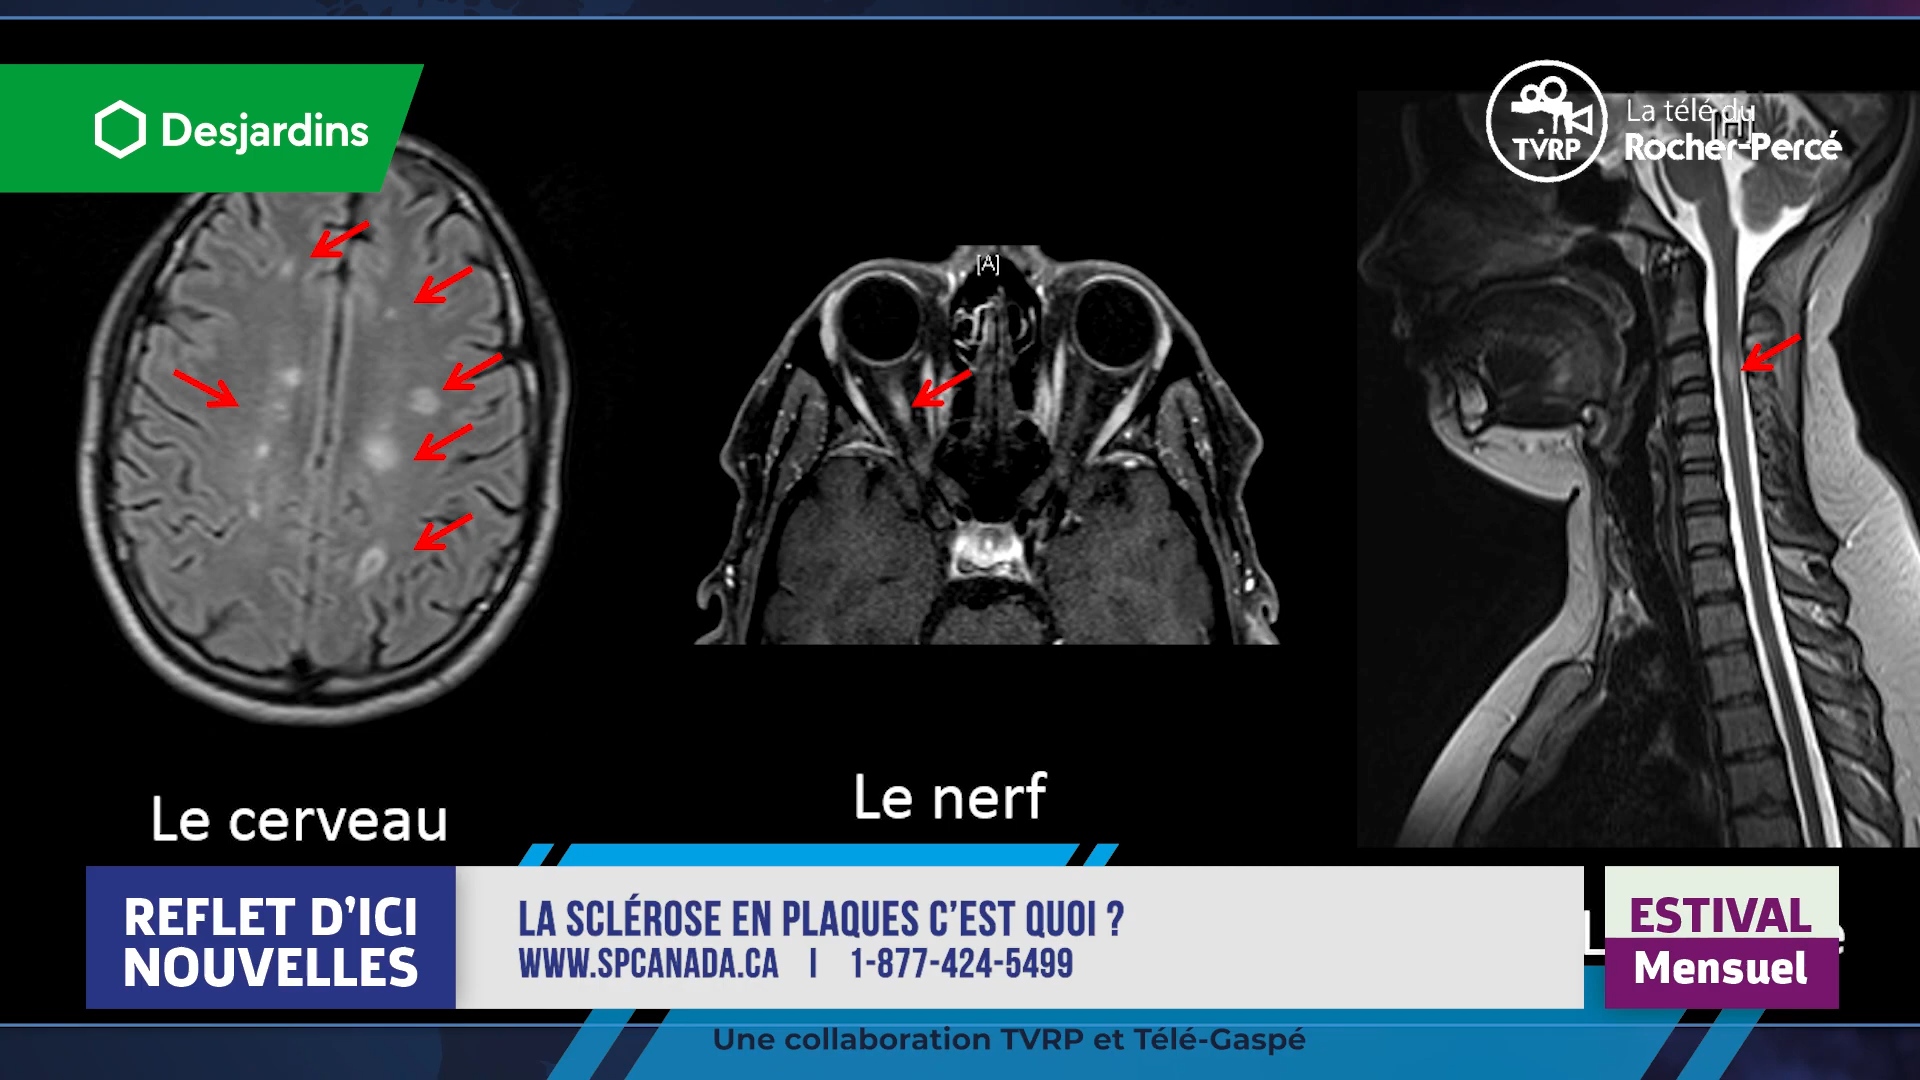 Desjardins
TVRP
La télé du
Rocher-Percé
[H]
[A]
Le cerveau
Le nerf
REFLET D'ICI
NOUVELLES
LA SCLÉROSE EN PLAQUES C'EST QUOI ?
WWW.SPCANADA.CA I 1-877-424-5499
ESTIVAL
Mensuel
Une collaboration TVRP et Télé-Gaspé